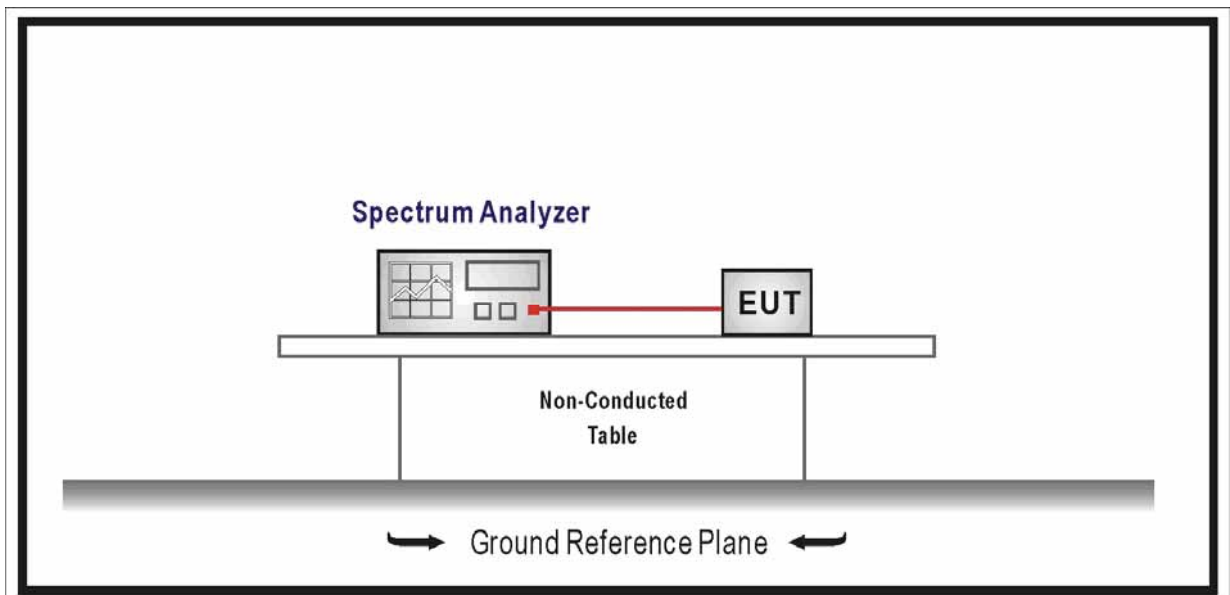 Spectrum Analyzer
EUT
Non-Conducted
Table
Ground Reference Plane